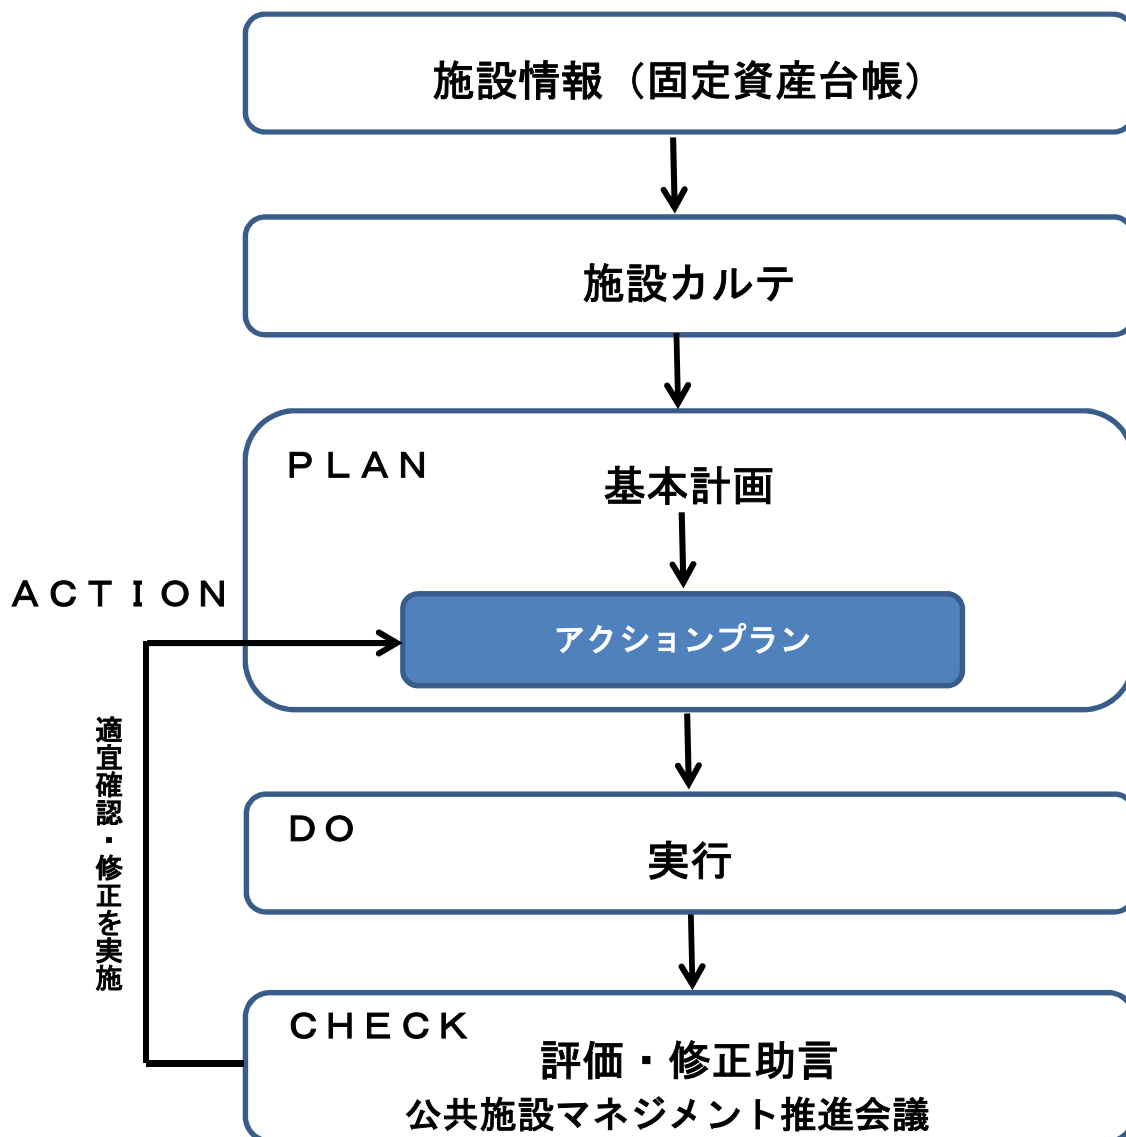 施設情報（固定資産台帳）
施設カルテ
ＰＬＡＮ
基本計画
ＡＣＴＩＯＮ
アクションプラン
適宜確認・修正を実施
ＤＯ
実行
ＣＨＥＣＫ
評価・修正助言
公共施設マネジメント推進会議